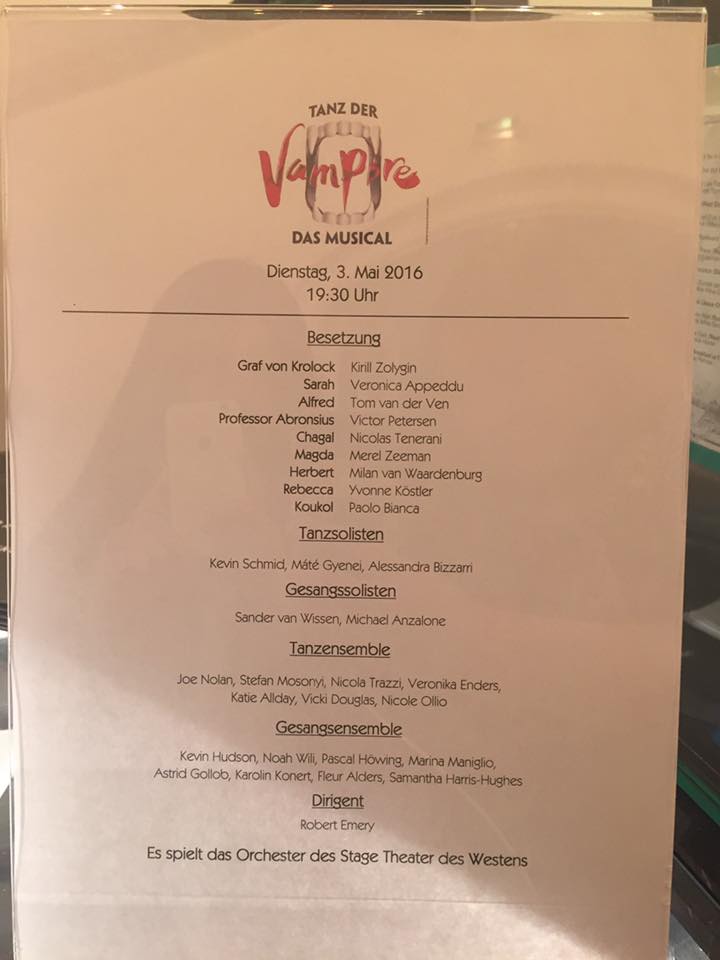 TANZ DER
Vampire
DAS MUSICAL
Dienstag, 3. Mai 2016
19:30 Uhr
Besetzung
Graf von Krolock Kirill Zolygin
Sarah Veronica Appeddu
Alfred Tom van der Ven
Professor Abronsius Victor Petersen
Chagal Nicolas Tenerani
Magda Merel Zeeman
Herbert Milan van Waardenburg
Rebecca Yvonne Köstler
Koukol Paolo Bianca
Tanzsolisten
Kevin Schmid, Máté Gyenei, Alessandra Bizzarri
Gesangssolisten
Sander van Wissen, Michael Anzalone
Tanzensemble
Joe Nolan, Stefan Mosonyi, Nicola Trazzi, Veronika Enders,
Katie Allday, Vicki Douglas, Nicole Ollio
Gesangsensemble
Kevin Hudson, Noah Wili, Pascal Höwing, Marina Maniglio,
Astrid Gollob, Karolin Konert, Fleur Alders, Samantha Harris-Hughes
Dirigent
Robert Emery
Es spielt das Orchester des Stage Theater des Westens